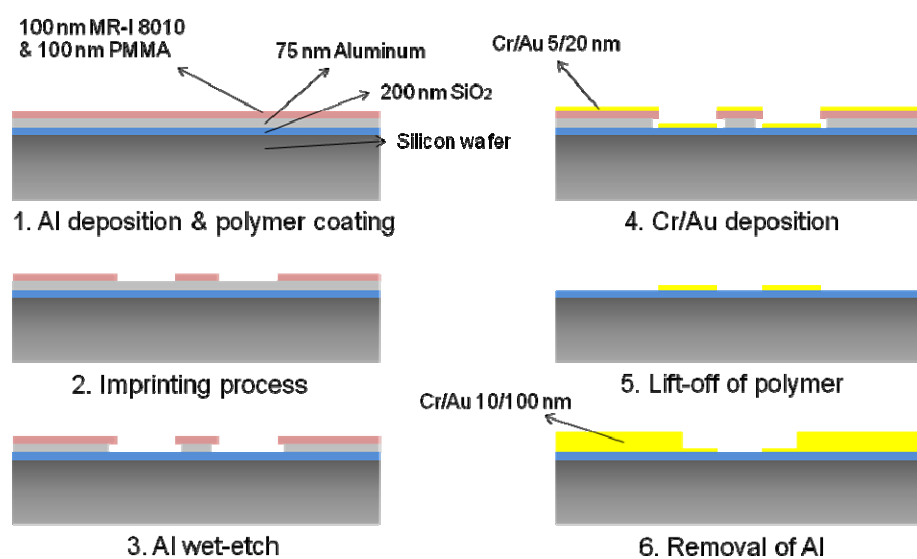 100 nm MR-I 8010
& 100 nm PMMA
75 nm Aluminum
200 nm SiO₂
Silicon wafer
1. Al deposition & polymer coating
2. Imprinting process
3. Al wet-etch
Cr/Au 5/20 nm
4. Cr/Au deposition
5. Lift-off of polymer
Cr/Au 10/100 nm
6. Removal of Al